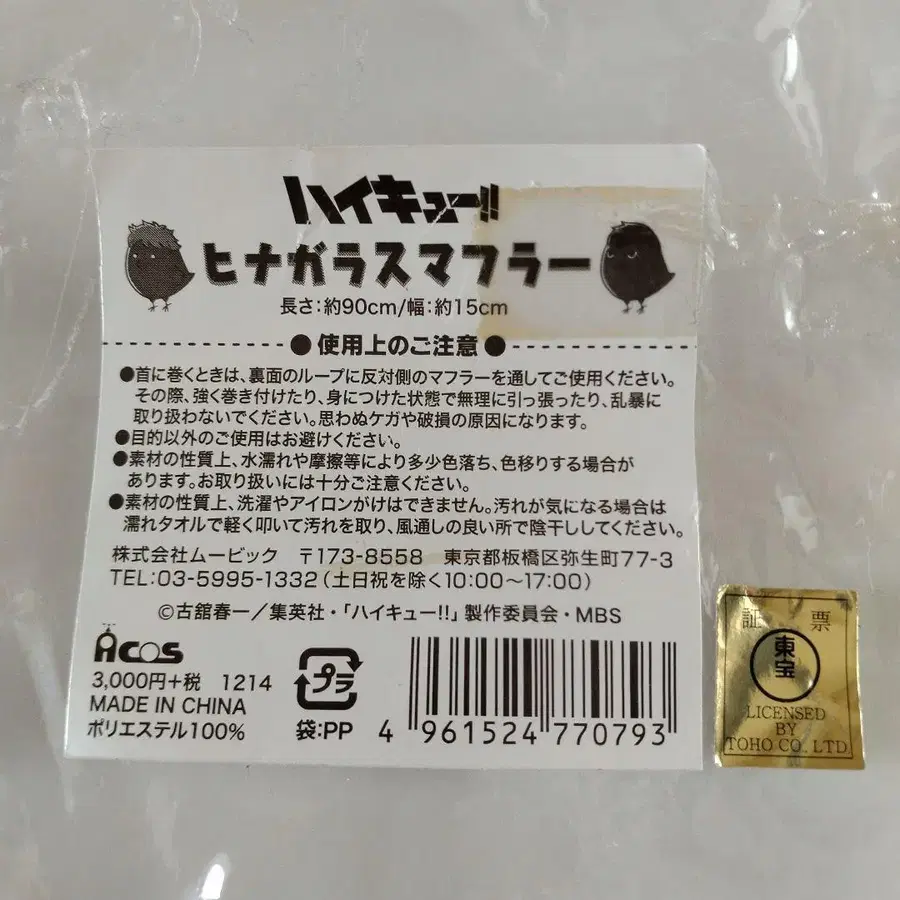 ハイキュー!!
ヒナガラスマフラー
長さ:約90cm/幅:約15cm
●使用上のご注意●
●首に巻くときは、裏面のループに反対側のマフラーを通してご使用ください。
その際、強く巻き付けたり、身につけた状態で無理に引っ張ったり、乱暴に
取り扱わないでください。思わぬケガや破損の原因になります。
●目的以外のご使用はお避けください。
●素材の性質上、水濡れや摩擦等により多少色落ち、色移りする場合が
あります。お取り扱いには十分ご注意ください。
●素材の性質上、洗濯やアイロンがけはできません。汚れが気になる場合は
濡れタオルで軽く叩いて汚れを取り、風通しの良い所で陰干ししてください。
株式会社ムービック 〒173-8558 東京都板橋区弥生町77-3
TEL:03-5995-1332(土日祝を除く10:00〜17:00)
©古舘春一/集英社・「ハイキュー!!」製作委員会・MBS
ACOS
3,000円+税 1214
MADE IN CHINA
ポリエステル100%
プラ
袋:PP
4 961524 770793
証 票
東宝
LICENSED
BY
TOHO CO., LTD.